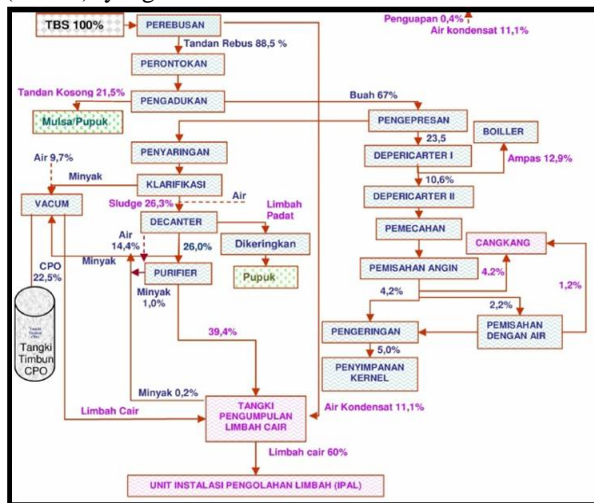 TBS 100%
PEREBUSAN
Penguapan 0,4%
Air kondensat 11,1%
Tandan Rebus 88,5 %
PERONTOKAN
Tandan Kosong 21,5%
PENGADUKAN
Buah 67%
Mulsa/Pupuk
PENGEPRESAN
BOILLER
23,5
PENYARINGAN
DEPERICARTER I
Ampas 12,9%
Air 9,7%
Minyak
KLARIFIKASI
10,6%
VACUM
Sludge 26,3%
Air
Limbah
Padat
DEPERICARTER II
DECANTER
PEMECAHAN
Air
14,4%
26,0%
Dikeringkan
CANGKANG
CPO
22,5%
Minyak
PURIFIER
PEMISAHAN ANGIN
4,2%
1,2%
Minyak
1,0%
Pupuk
4,2%
2,2%
Tangki
Timbun
CPO
39,4%
PENGERINGAN
PEMISAHAN
DENGAN AIR
5,0%
PENYIMPANAN
KERNEL
Minyak 0,2%
Limbah Cair
TANGKI
PENGUMPULAN
LIMBAH CAIR
Air Kondensat 11,1%
Limbah cair 60%
UNIT INSTALASI PENGOLAHAN LIMBAH (IPAL)